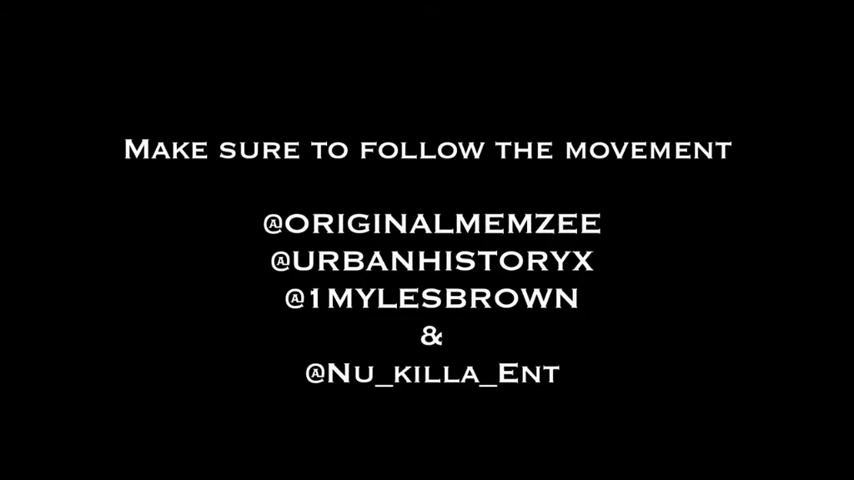 Make sure to follow the movement
@ORIGINALMEMZEE
@URBANHISTORYX
@1MYLESBROWN
&
@Nu_killa_Ent